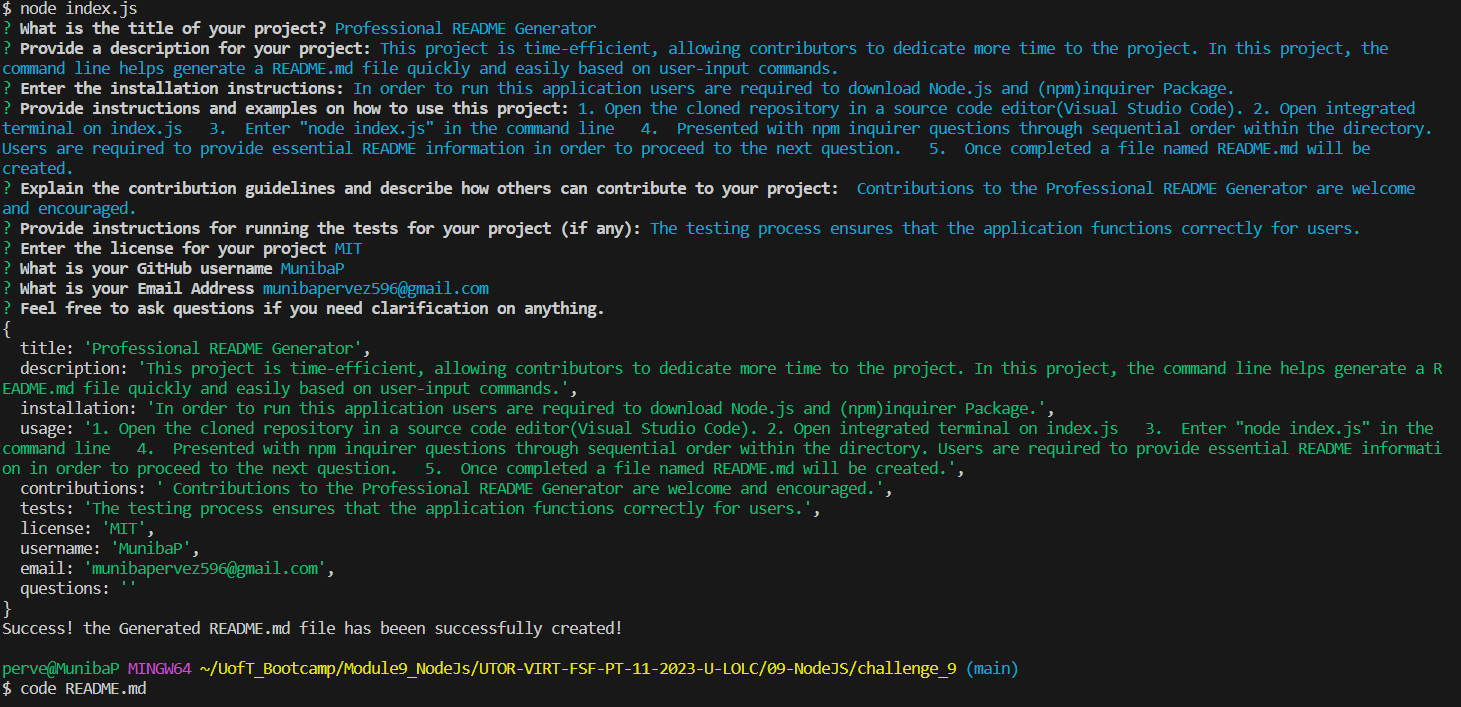 $ node index.js
? What is the title of your project? Professional README Generator
? Provide a description for your project: This project is time-efficient, allowing contributors to dedicate more time to the project. In this project, the
command line helps generate a README.md file quickly and easily based on user-input commands.
? Enter the installation instructions: In order to run this application users are required to download Node.js and (npm)inquirer Package.
? Provide instructions and examples on how to use this project: 1. Open the cloned repository in a source code editor(Visual Studio Code). 2. Open integrated
terminal on index.js   3.  Enter "node index.js" in the command line   4.  Presented with npm inquirer questions through sequential order within the directory.
Users are required to provide essential README information in order to proceed to the next question.   5.  Once completed a file named README.md will be
created.
? Explain the contribution guidelines and describe how others can contribute to your project:  Contributions to the Professional README Generator are welcome
and encouraged.
? Provide instructions for running the tests for your project (if any): The testing process ensures that the application functions correctly for users.
? Enter the license for your project MIT
? What is your GitHub username MunibaP
? What is your Email Address munibapervez596@gmail.com
? Feel free to ask questions if you need clarification on anything.
{
  title: 'Professional README Generator',
  description: 'This project is time-efficient, allowing contributors to dedicate more time to the project. In this project, the command line helps generate a R
EADME.md file quickly and easily based on user-input commands.',
  installation: 'In order to run this application users are required to download Node.js and (npm)inquirer Package.',
  usage: '1. Open the cloned repository in a source code editor(Visual Studio Code). 2. Open integrated terminal on index.js   3.  Enter "node index.js" in the
command line   4.  Presented with npm inquirer questions through sequential order within the directory. Users are required to provide essential README informati
on in order to proceed to the next question.   5.  Once completed a file named README.md will be created.',
  contributions: ' Contributions to the Professional README Generator are welcome and encouraged.',
  tests: 'The testing process ensures that the application functions correctly for users.',
  license: 'MIT',
  username: 'MunibaP',
  email: 'munibapervez596@gmail.com',
  questions: ''
}
Success! the Generated README.md file has beeen successfully created!
perve@MunibaP MINGW64 ~/UofT_Bootcamp/Module9_NodeJs/UTOR-VIRT-FSF-PT-11-2023-U-LOLC/09-NodeJS/challenge_9 (main)
$ code README.md